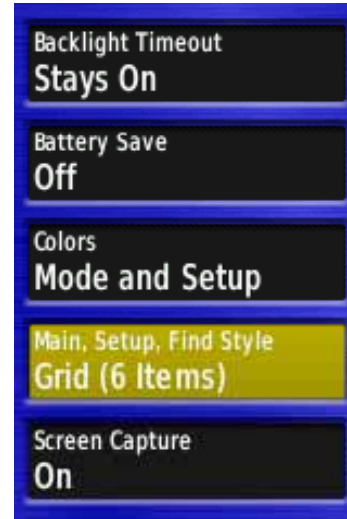 Backlight Timeout
Stays On
Battery Save
Off
Colors
Mode and Setup
Main, Setup, Find Style
Grid (6 Items)
Screen Capture
On